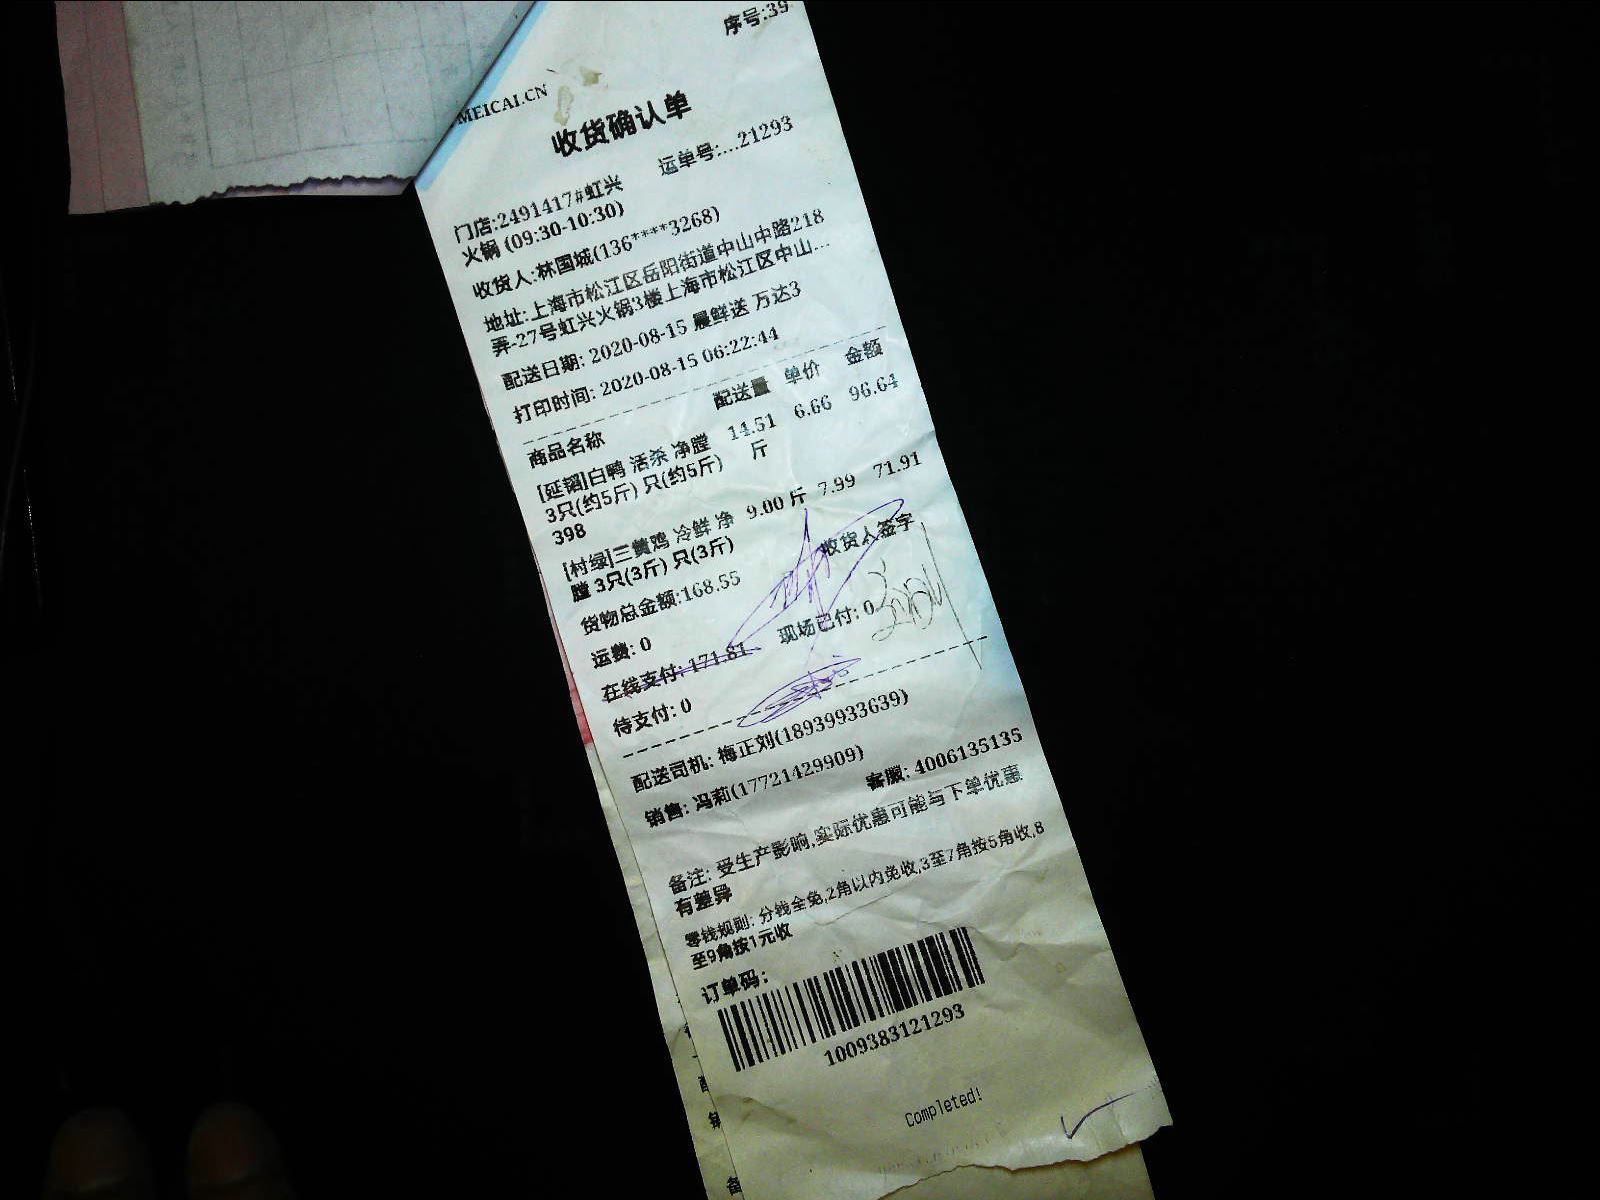 序号:39
MEICAI.CN
收货确认单
运单号:...21293
门店:2491417#虹兴
火锅 (09:30-10:30)
收货人:林国城(136****3268)
地址:上海市松江区岳阳街道中山中路218
弄-27号虹兴火锅3楼上海市松江区中山...
配送日期: 2020-08-15 晨鲜送 万达3
打印时间: 2020-08-15 06:22:44
商品名称 配送量 单价 金额
[延韬]白鸭 活杀 净膛 14.51 6.66 96.64
3只(约5斤) 只(约5斤) 斤
398
[村绿]三黄鸡 冷鲜 净 9.00 斤 7.99 71.91
膛 3只(3斤) 只(3斤)
货物总金额:168.55 收货人签字
运费: 0
在线支付: 171.81 现场已付: 0
待支付: 0
配送司机: 梅正刘(18939933639)
销售: 冯莉(17721429909)
客服: 4006135135
备注: 受生产影响,实际优惠可能与下单优惠
有差异
零钱规则: 分钱全免,2角以内免收,3至7角按5角收,8
至9角按1元收
订单码:
1009383121293
Completed!